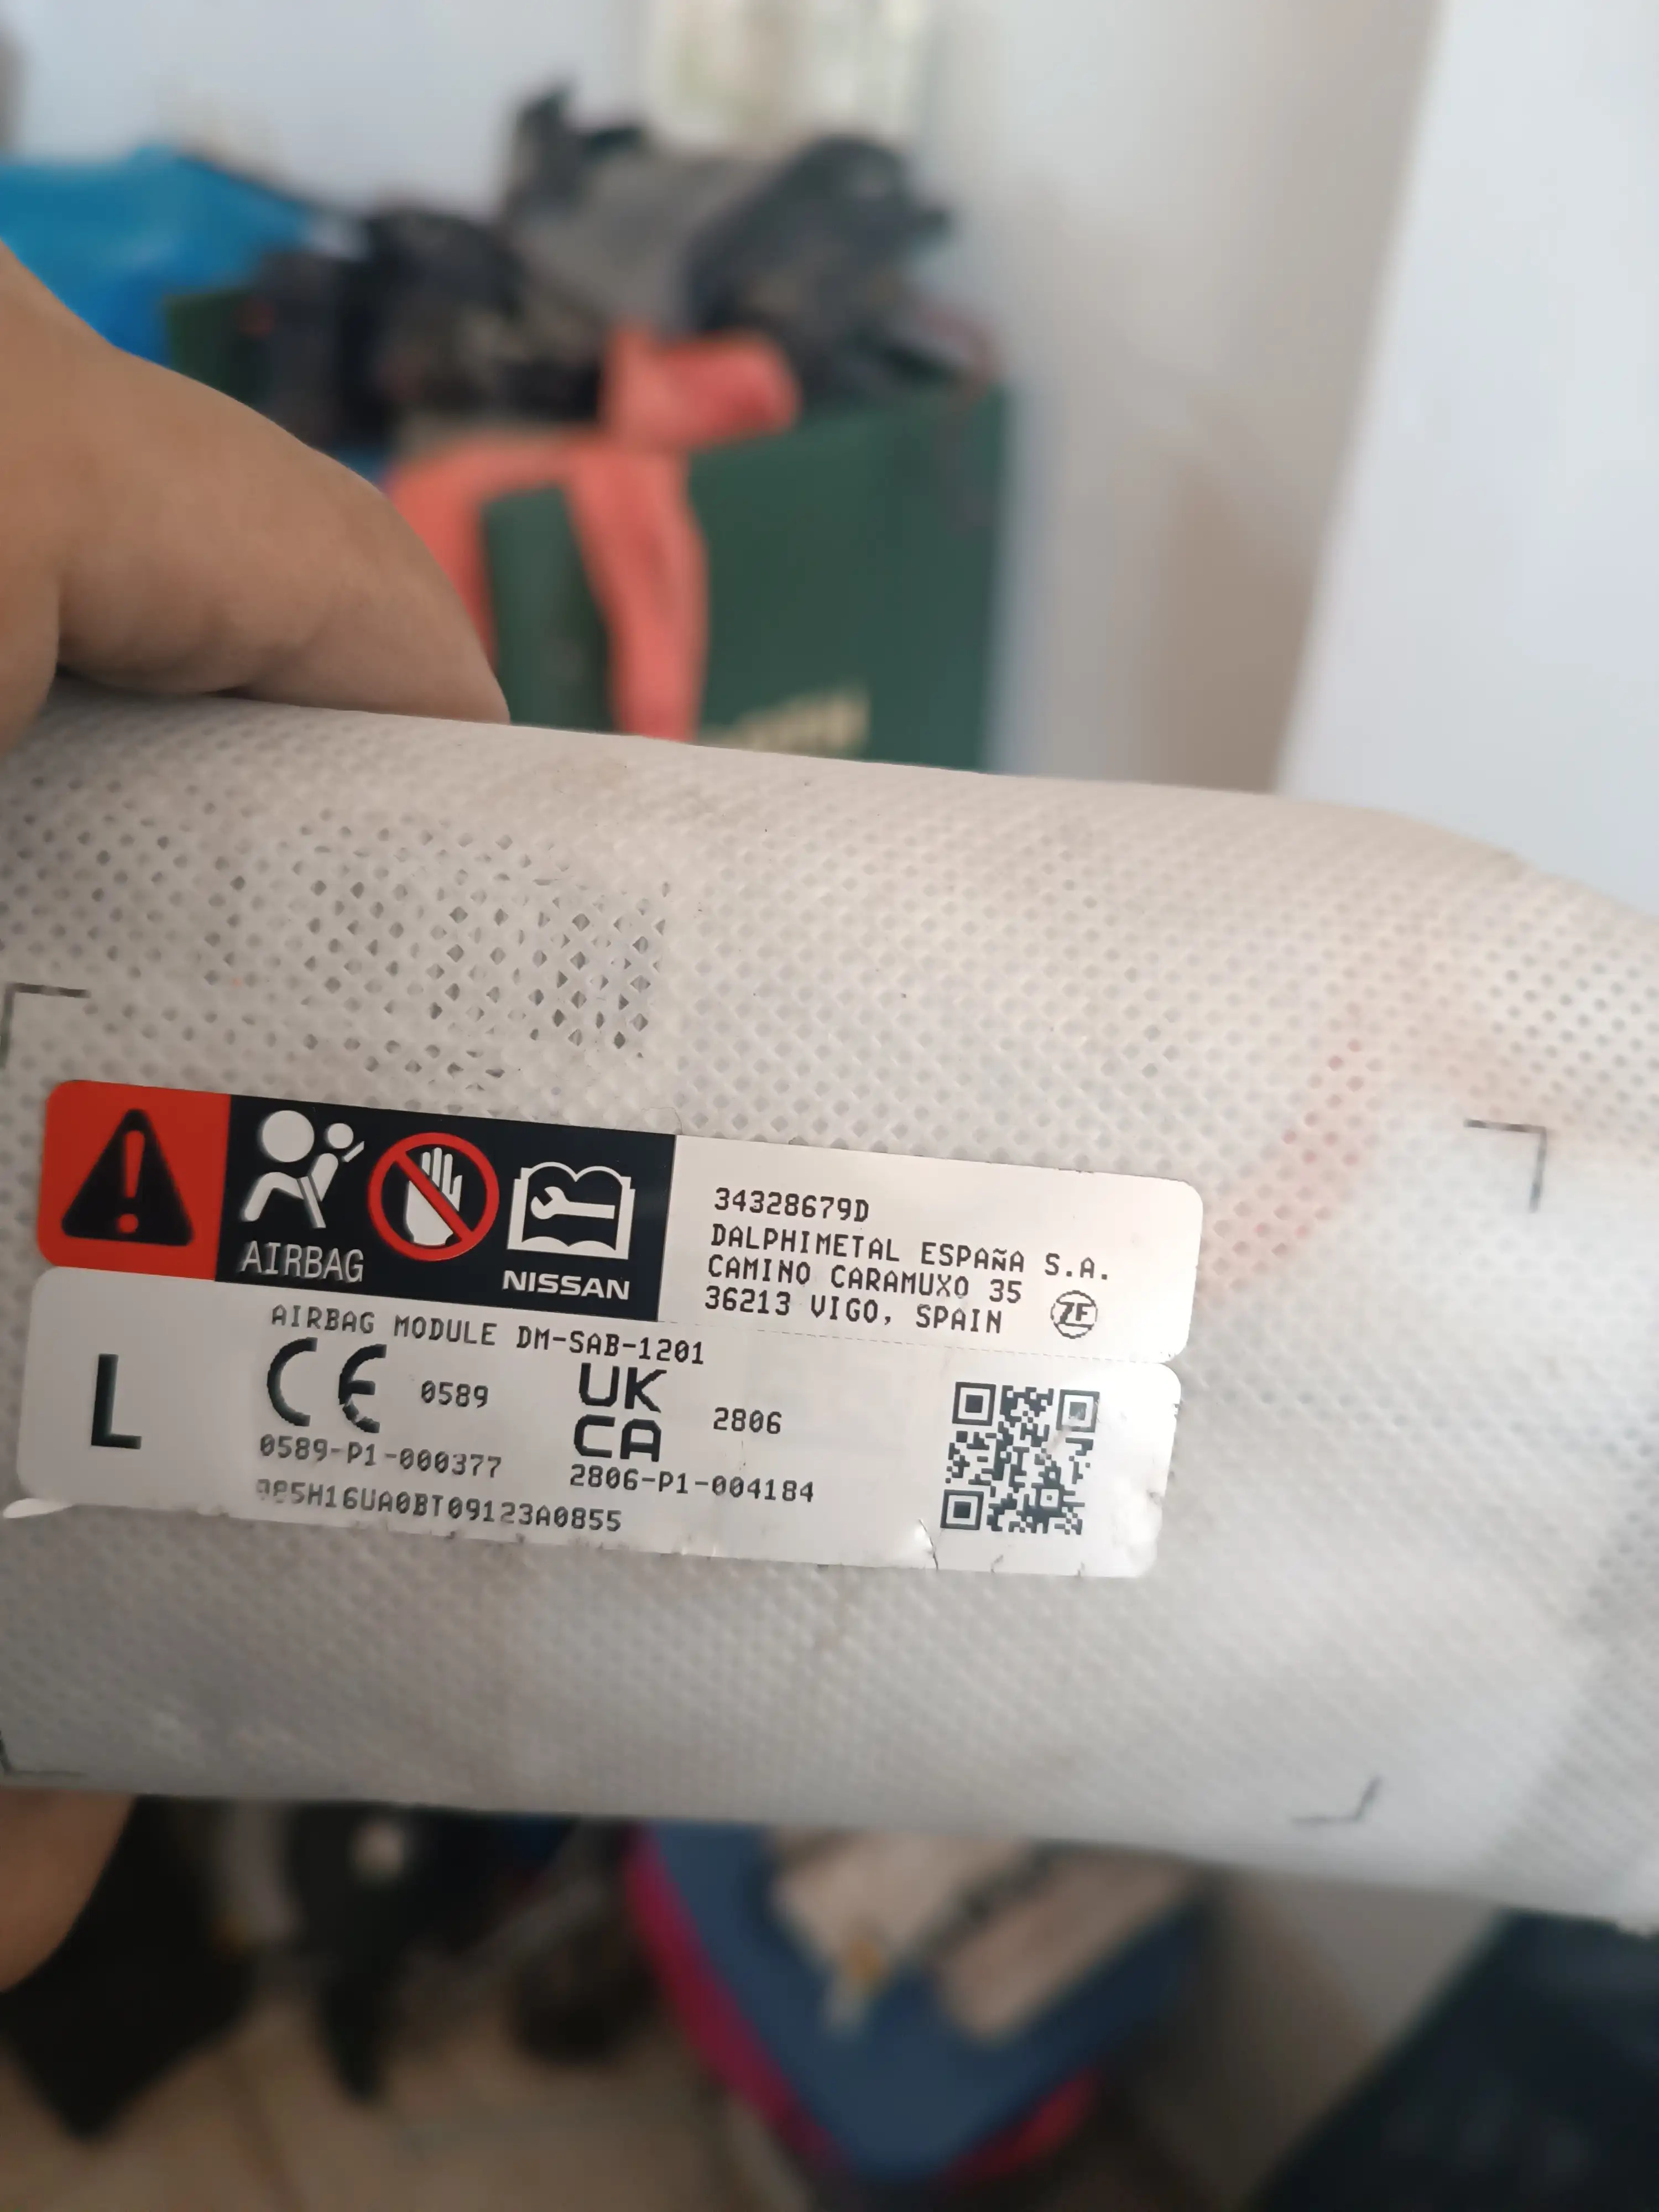 AIRBAG
NISSAN
34328679D
DALPHIMETAL ESPAÑA S.A.
CAMINO CARAMUXO 35
36213 VIGO, SPAIN
ZF
AIRBAG MODULE DM-SAB-1201
L
CE 0589
UK
CA 2806
0589-P1-000377
2806-P1-004184
985H16UA0BT09123A0855